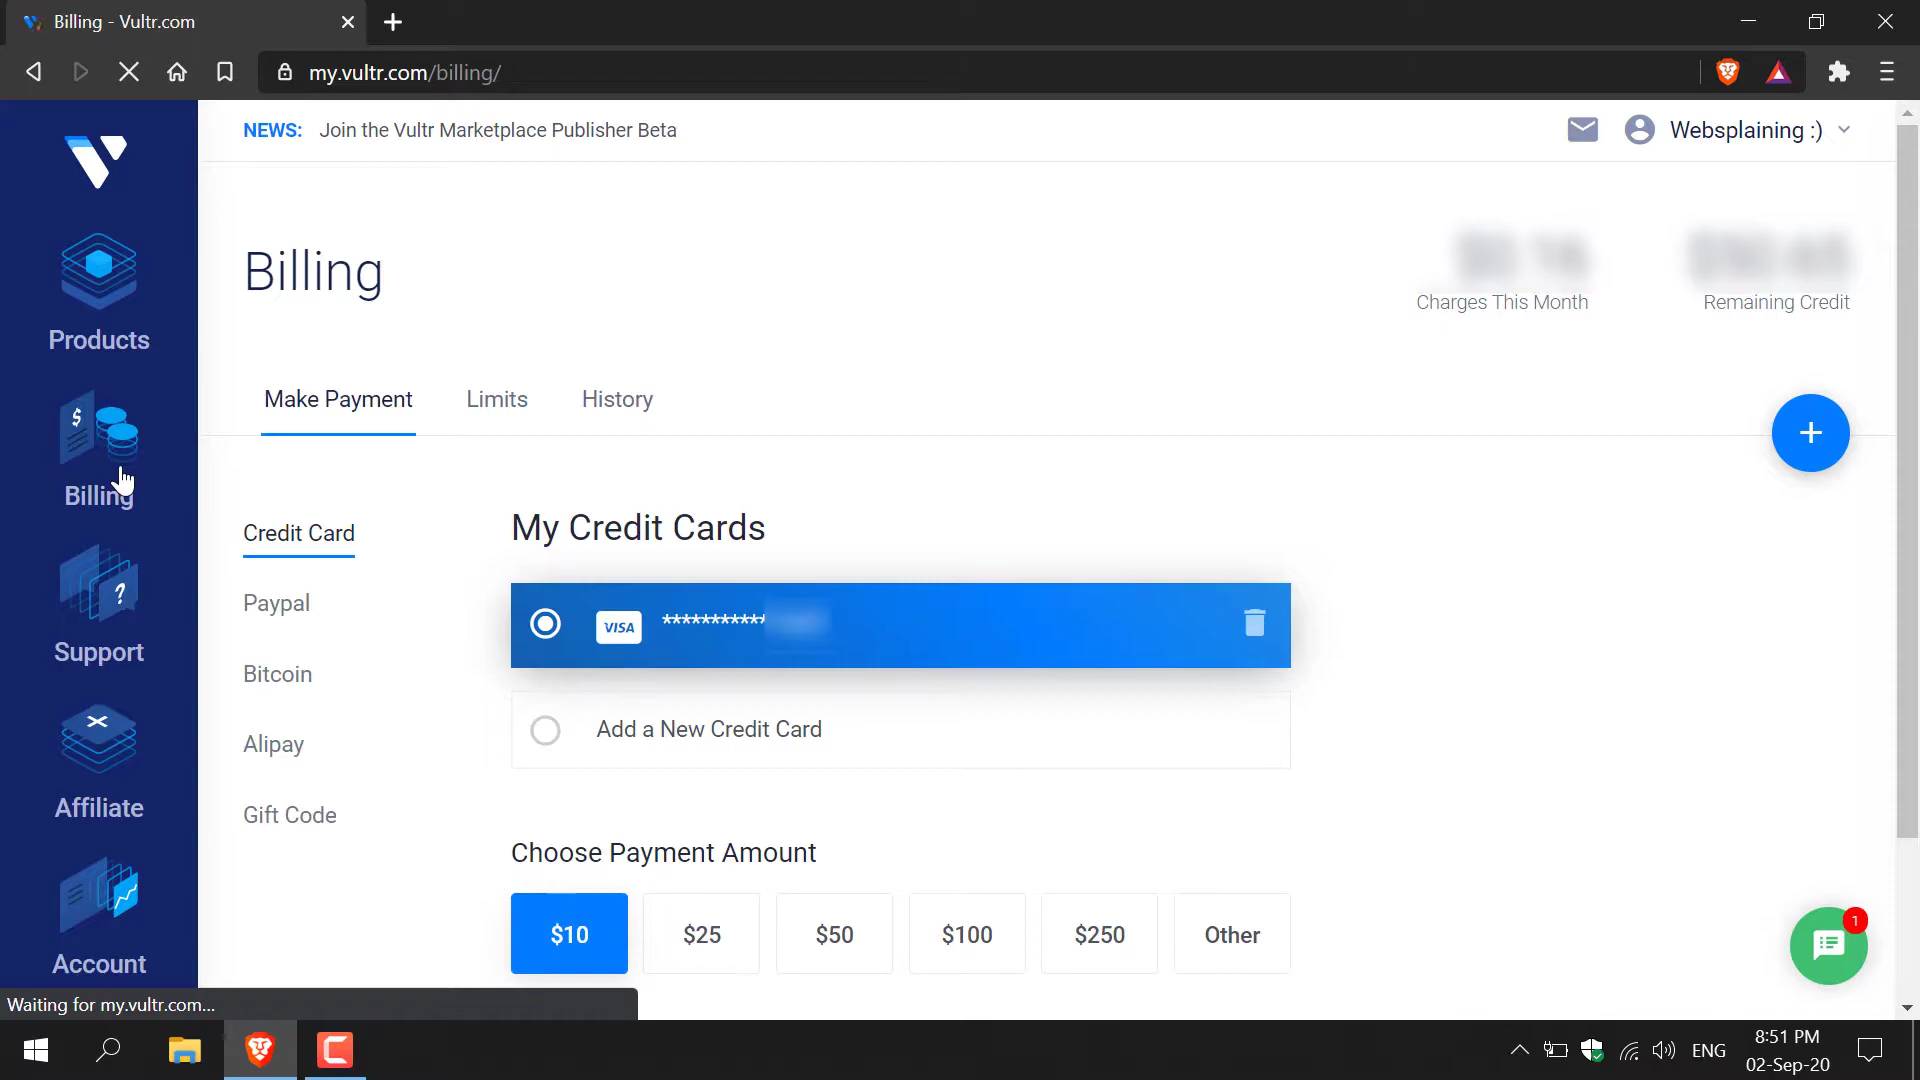 Billing - Vultr.com
my.vultr.com/billing/
NEWS: Join the Vultr Marketplace Publisher Beta
Websplaining :)
Billing
Charges This Month
Remaining Credit
Products
Billing
Support
Affiliate
Account
Make Payment
Limits
History
Credit Card
Paypal
Bitcoin
Alipay
Gift Code
My Credit Cards
VISA ************
Add a New Credit Card
Choose Payment Amount
$10
$25
$50
$100
$250
Other
1
Waiting for my.vultr.com...
ENG
8:51 PM
02-Sep-20